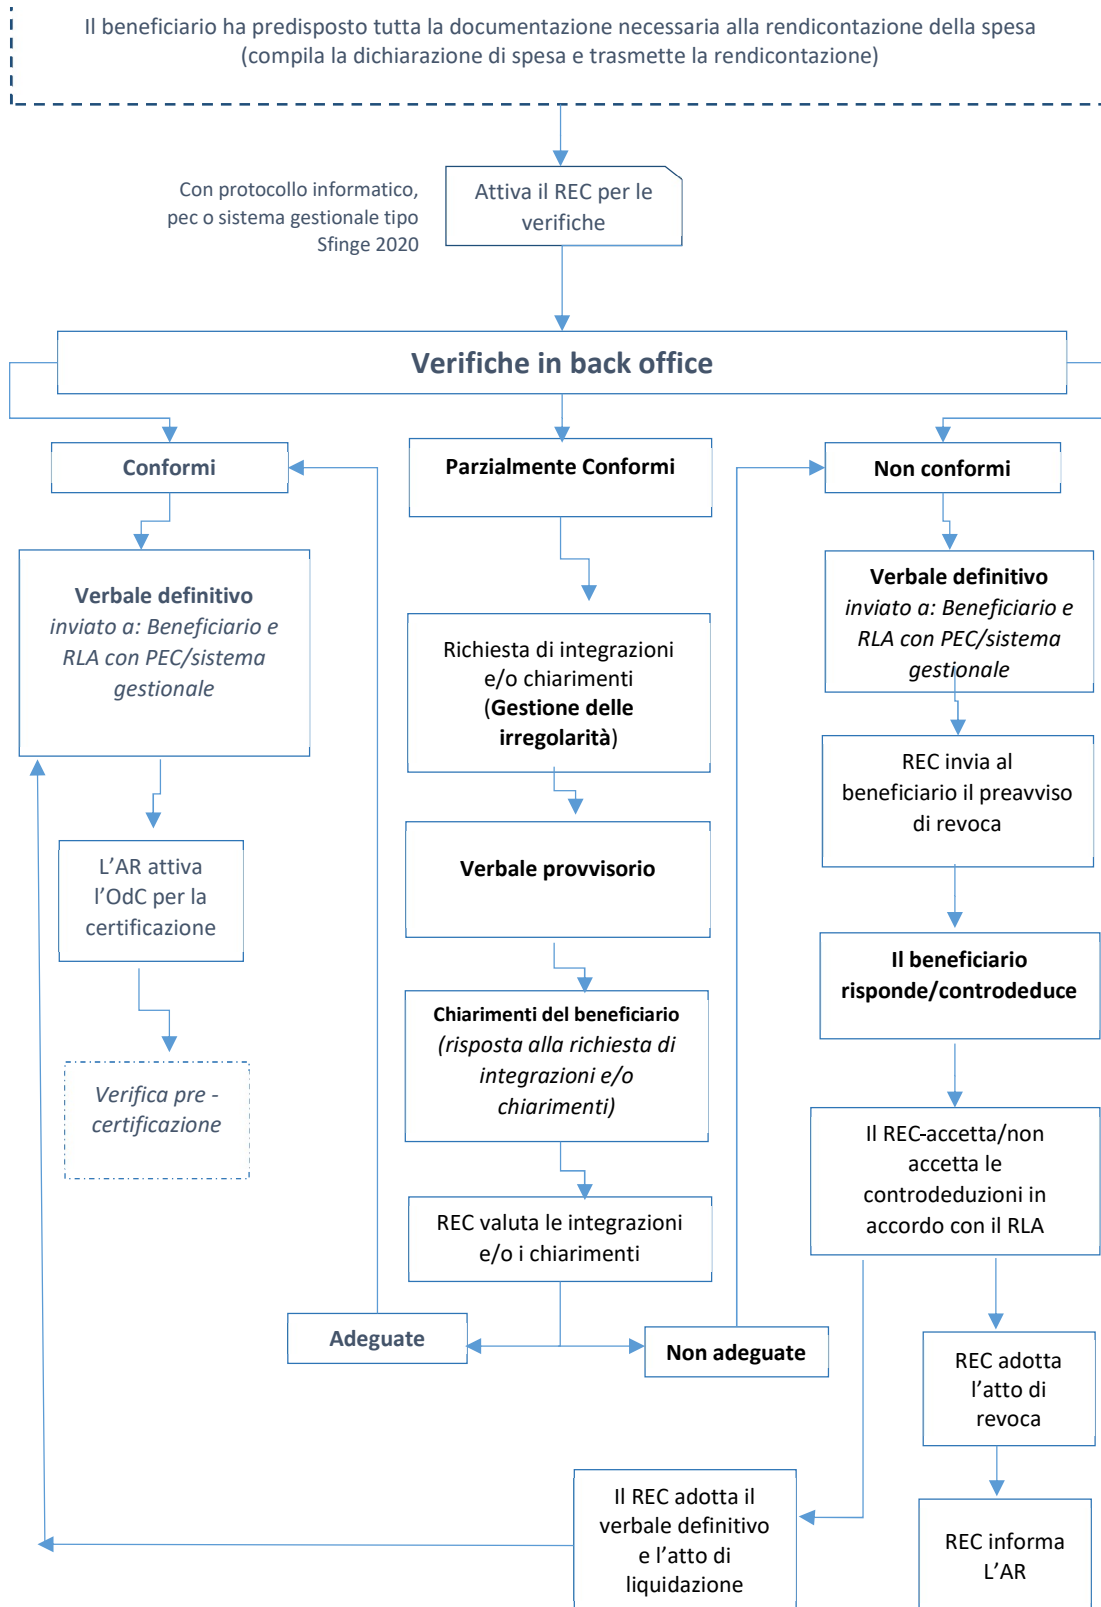 Il beneficiario ha predisposto tutta la documentazione necessaria alla rendicontazione della spesa
(compila la dichiarazione di spesa e trasmette la rendicontazione)
Con protocollo informatico,
pec o sistema gestionale tipo
Sfinge 2020
Attiva il REC per le
verifiche
Verifiche in back office
Conformi
Parzialmente Conformi
Non conformi
Verbale definitivo
inviato a: Beneficiario e
RLA con PEC/sistema
gestionale
Richiesta di integrazioni
e/o chiarimenti
(Gestione delle
irregolarità)
Verbale definitivo
inviato a: Beneficiario e
RLA con PEC/sistema
gestionale
REC invia al
beneficiario il preavviso
di revoca
L'AR attiva
l'OdC per la
certificazione
Verbale provvisorio
Il beneficiario
risponde/controdeduce
Chiarimenti del beneficiario
(risposta alla richiesta di
integrazioni e/o
chiarimenti)
Verifica pre -
certificazione
Il REC-accetta/non
accetta le
controdeduzioni in
accordo con il RLA
REC valuta le integrazioni
e/o i chiarimenti
Adeguate
Non adeguate
REC adotta
l'atto di
revoca
Il REC adotta il
verbale definitivo
e l'atto di
liquidazione
REC informa
L'AR